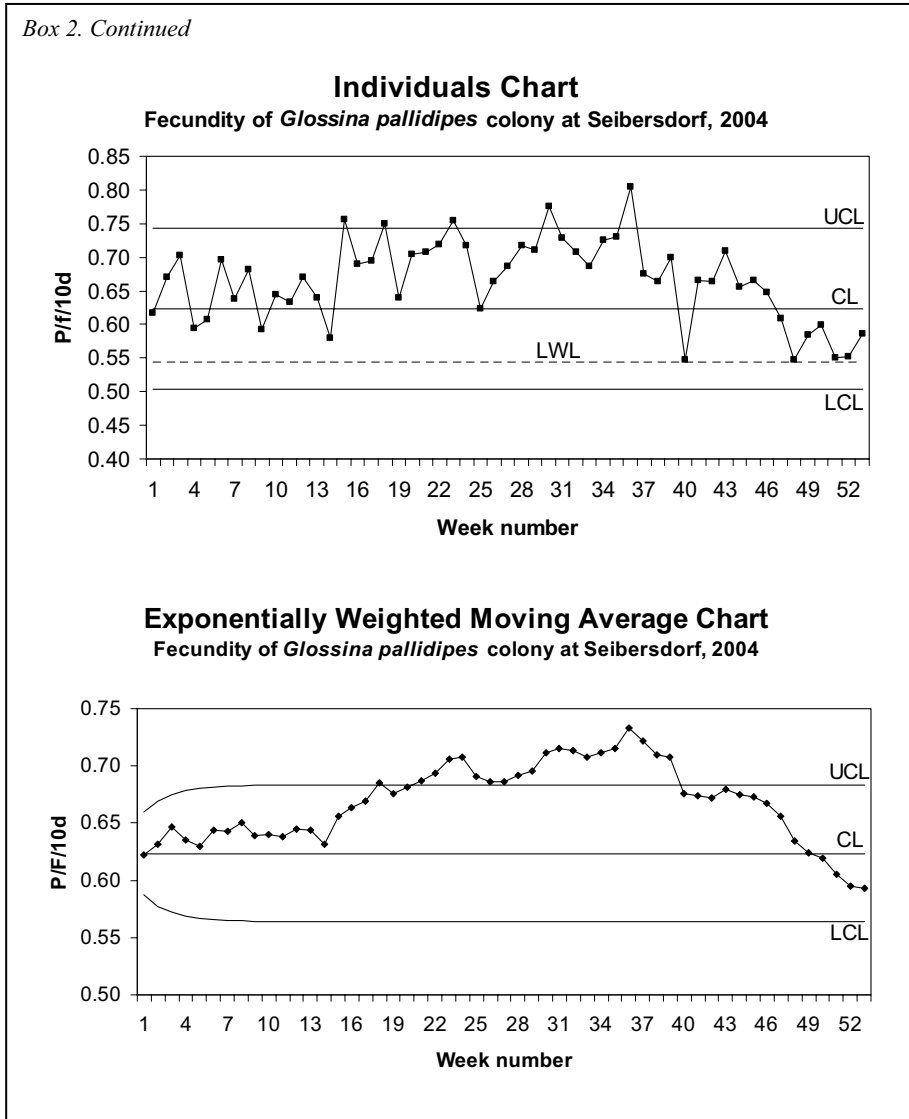 Box 2. Continued
Individuals Chart
Fecundity of Glossina pallidipes colony at Seibersdorf, 2004
0.85
0.80
0.75
0.70
0.65
0.60
0.55
0.50
0.45
0.40
P/f/10d
UCL
CL
LWL
LCL
1 4 7 10 13 16 19 22 25 28 31 34 37 40 43 46 49 52
Week number
Exponentially Weighted Moving Average Chart
Fecundity of Glossina pallidipes colony at Seibersdorf, 2004
0.75
0.70
0.65
0.60
0.55
0.50
P/F/10d
UCL
CL
LCL
1 4 7 10 13 16 19 22 25 28 31 34 37 40 43 46 49 52
Week number